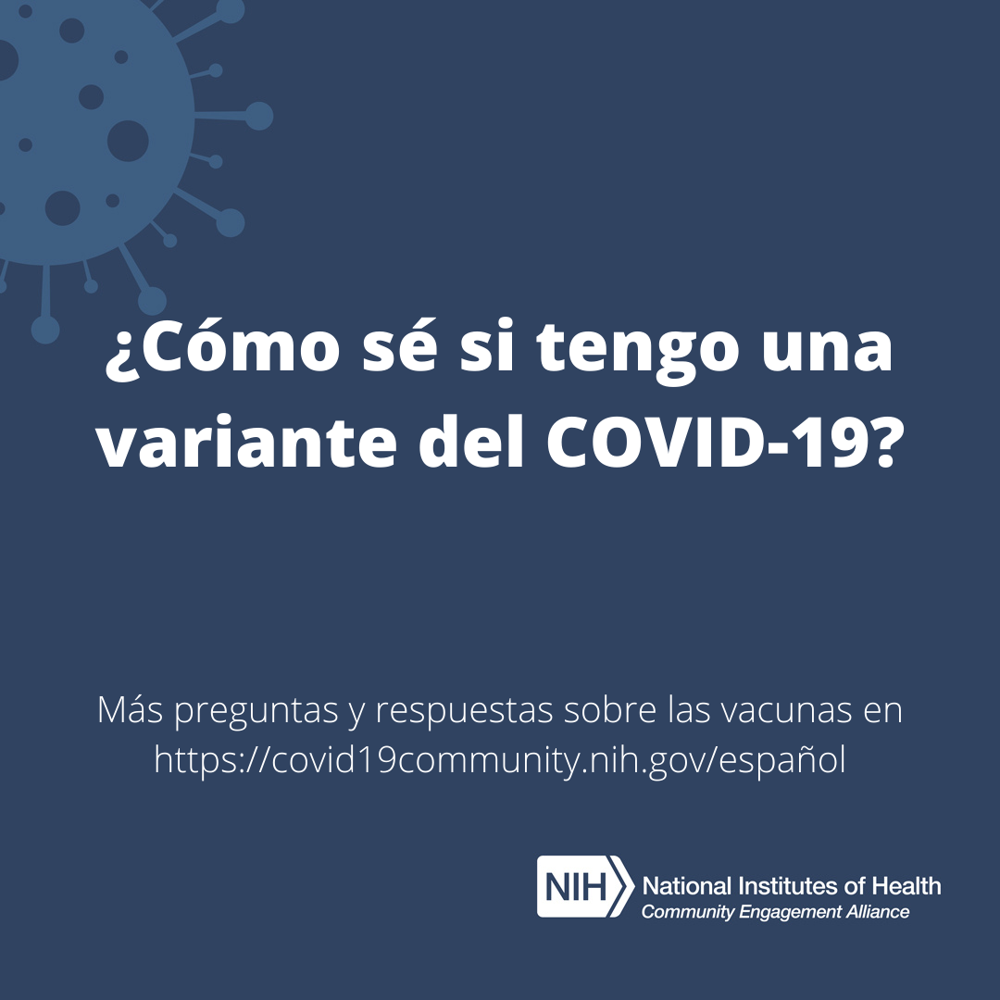 ¿Cómo sé si tengo una
variante del COVID-19?
Más preguntas y respuestas sobre las vacunas en
https://covid19community.nih.gov/español
NIH National Institutes of Health
Community Engagement Alliance